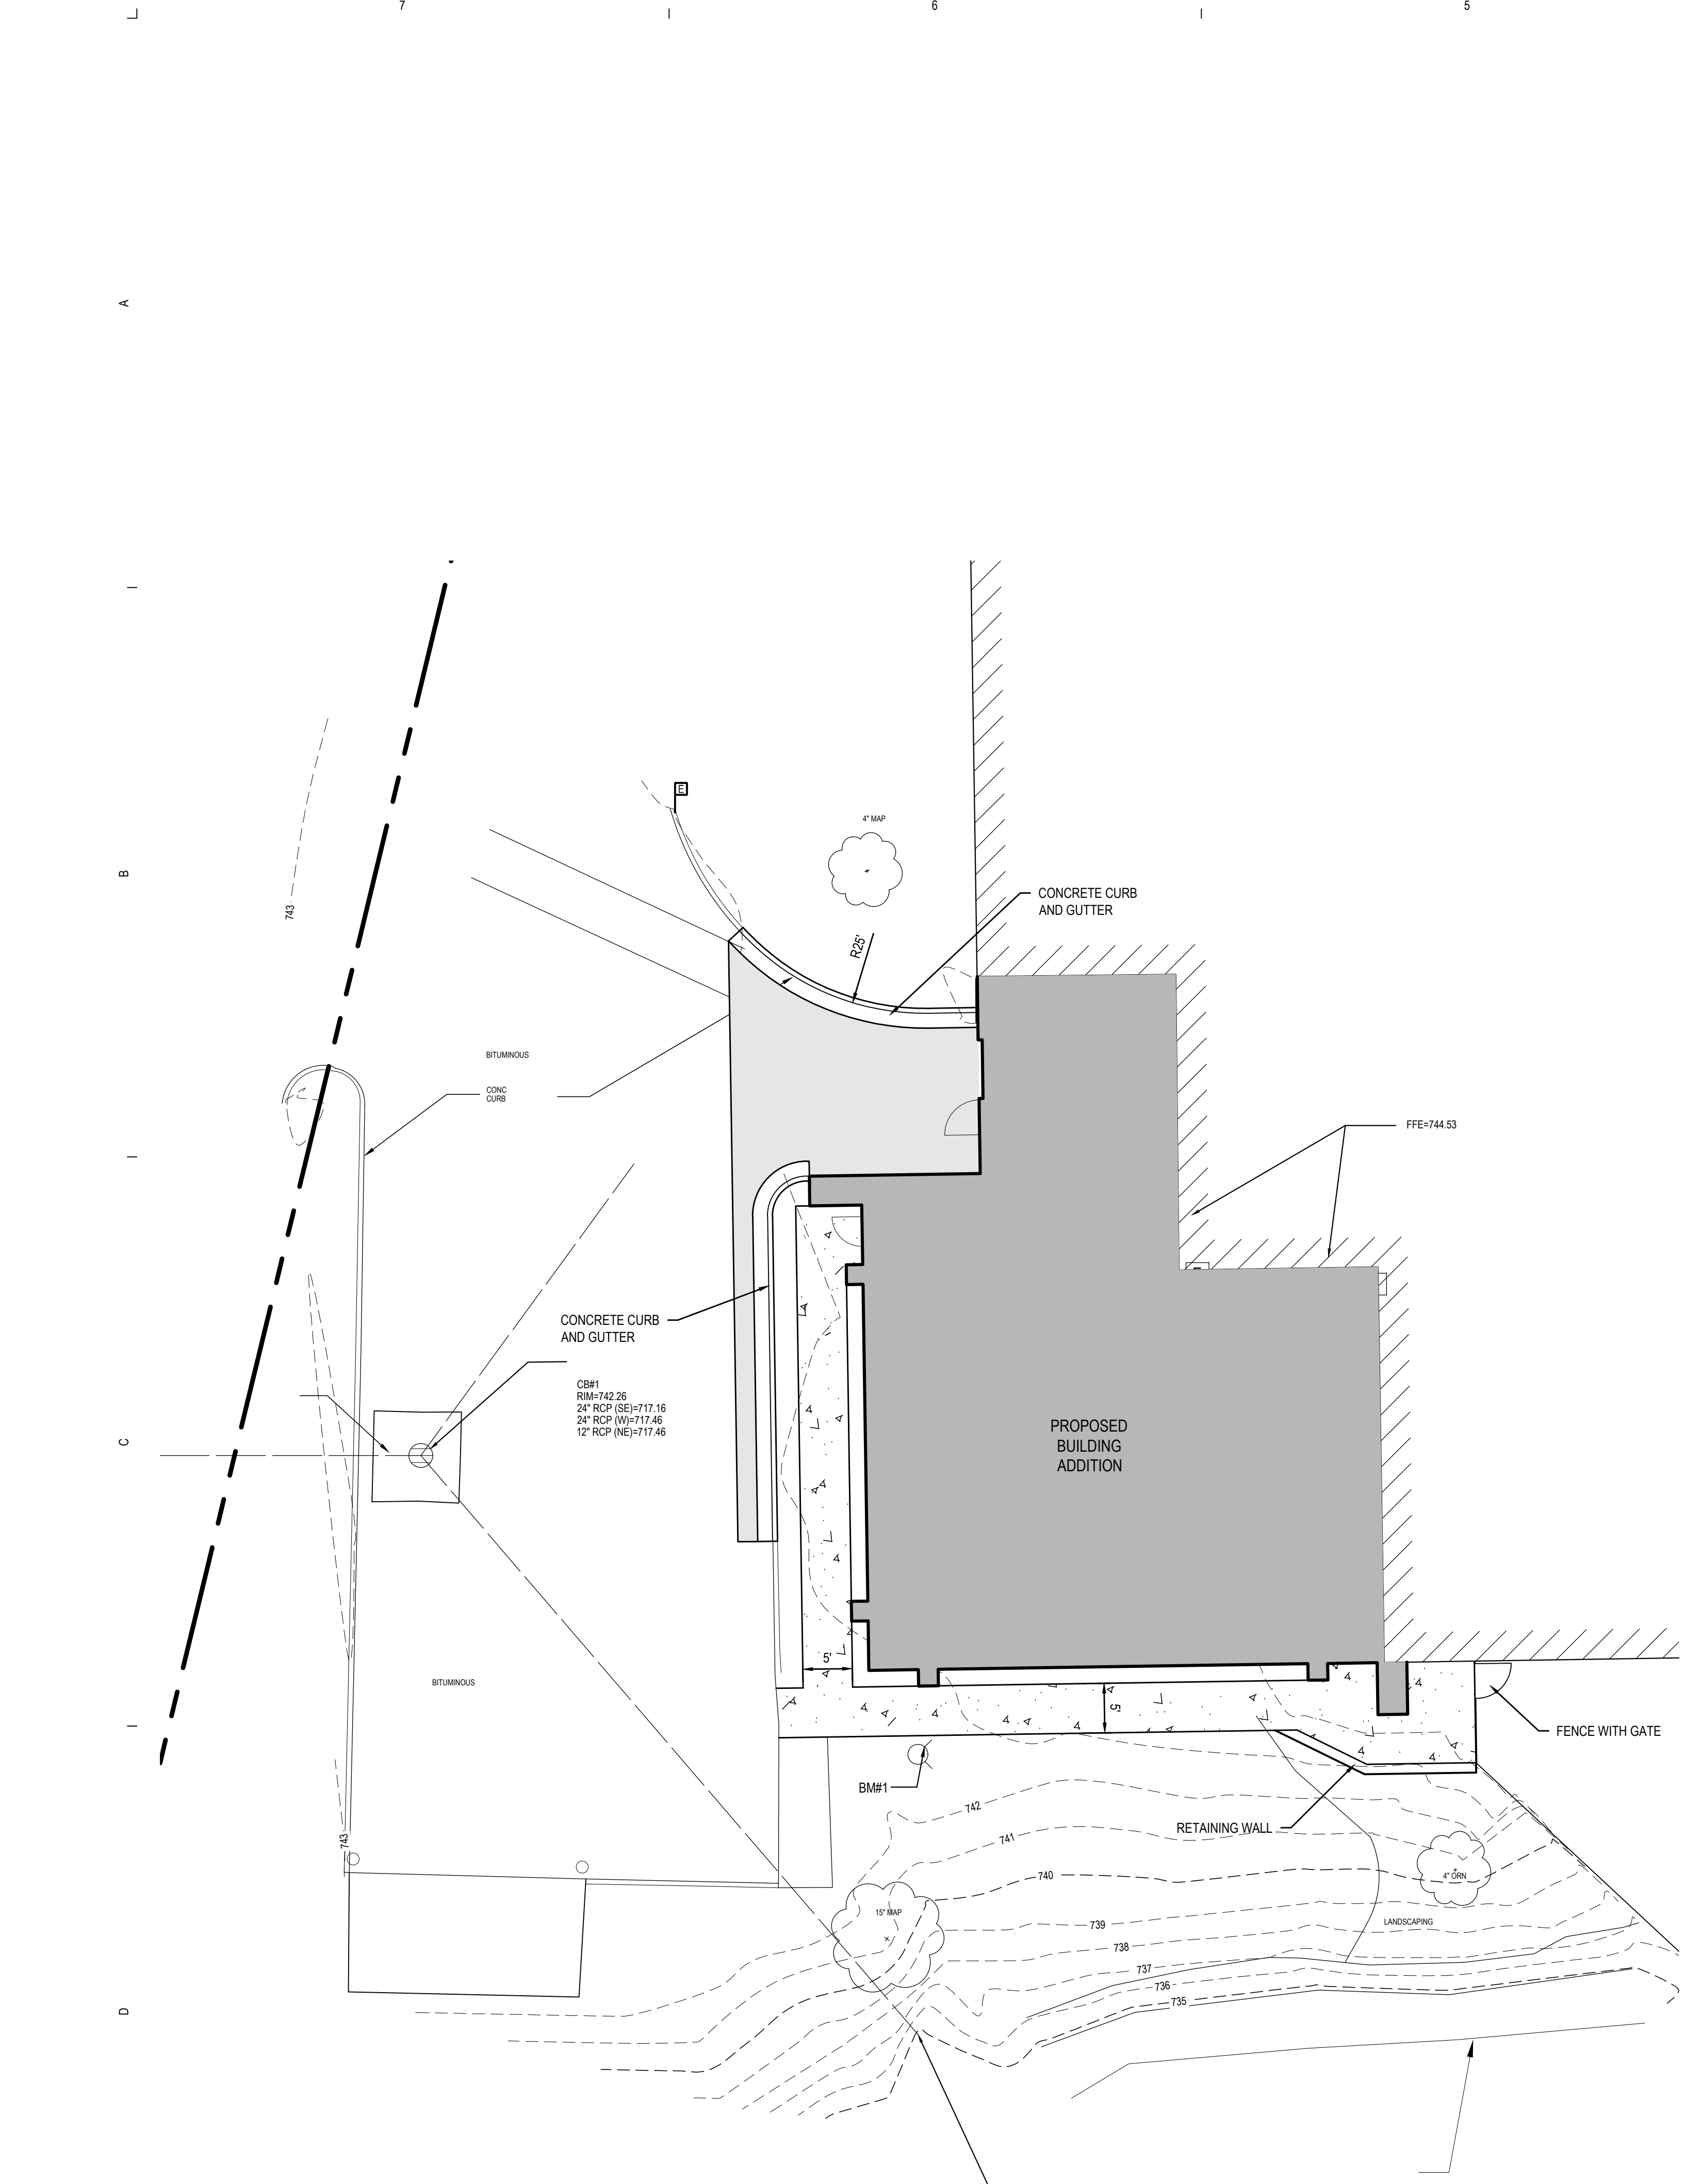 7
6
5
A
B
C
D
743
E
4" MAP
CONCRETE CURB
AND GUTTER
R25'
BITUMINOUS
CONC
CURB
FFE=744.53
CONCRETE CURB
AND GUTTER
CB#1
RIM=742.26
24" RCP (SE)=717.16
24" RCP (W)=717.46
12" RCP (NE)=717.46
PROPOSED
BUILDING
ADDITION
5'
BITUMINOUS
5'
FENCE WITH GATE
BM#1
RETAINING WALL
742
741
743
740
4" ORN
15" MAP
739
LANDSCAPING
738
737
736
735